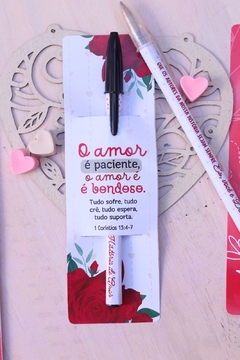 O amor
é paciente,
o amor é
é bondoso.
Tudo sofre, tudo
crê, tudo espera,
tudo suporta.
1 Coríntios 13:4-7